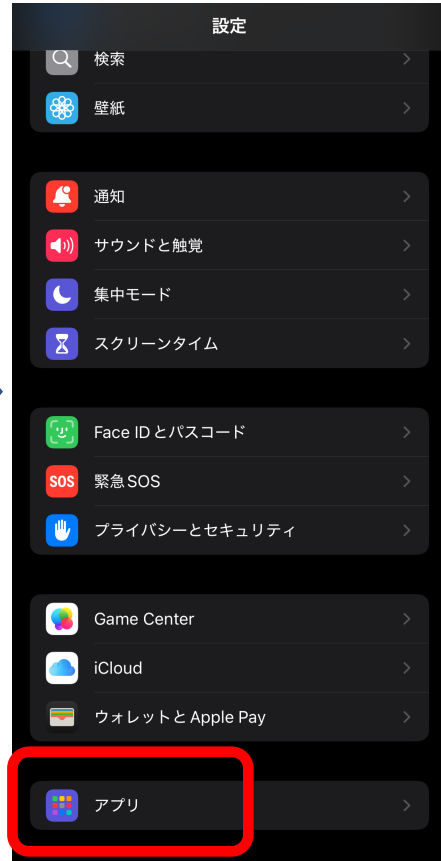 設定
検索
壁紙
通知
サウンドと触覚
集中モード
スクリーンタイム
Face IDとパスコード
SOS 緊急SOS
プライバシーとセキュリティ
Game Center
iCloud
ウォレットとApple Pay
アプリ